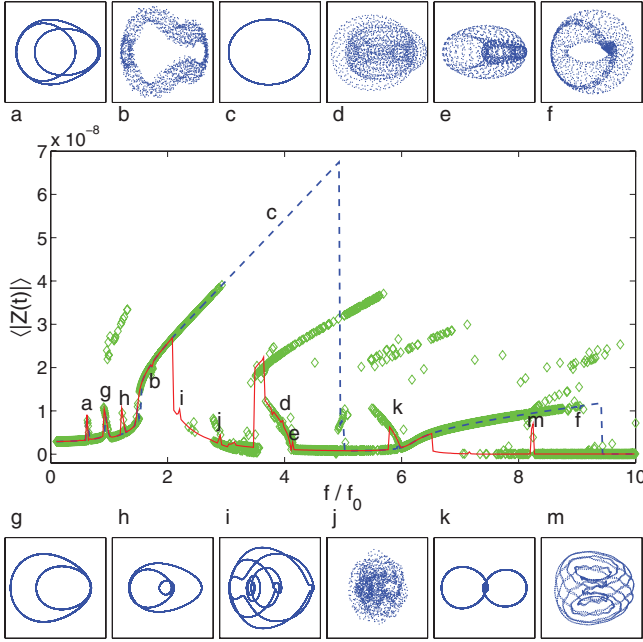 a b c d e f
x 10⁻⁸
7
6
5
4
3
2
1
0
⟨|Z(t)|⟩
c
a g h b i j d e k m f
0 2 4 6 8 10
f / f₀
g h i j k m